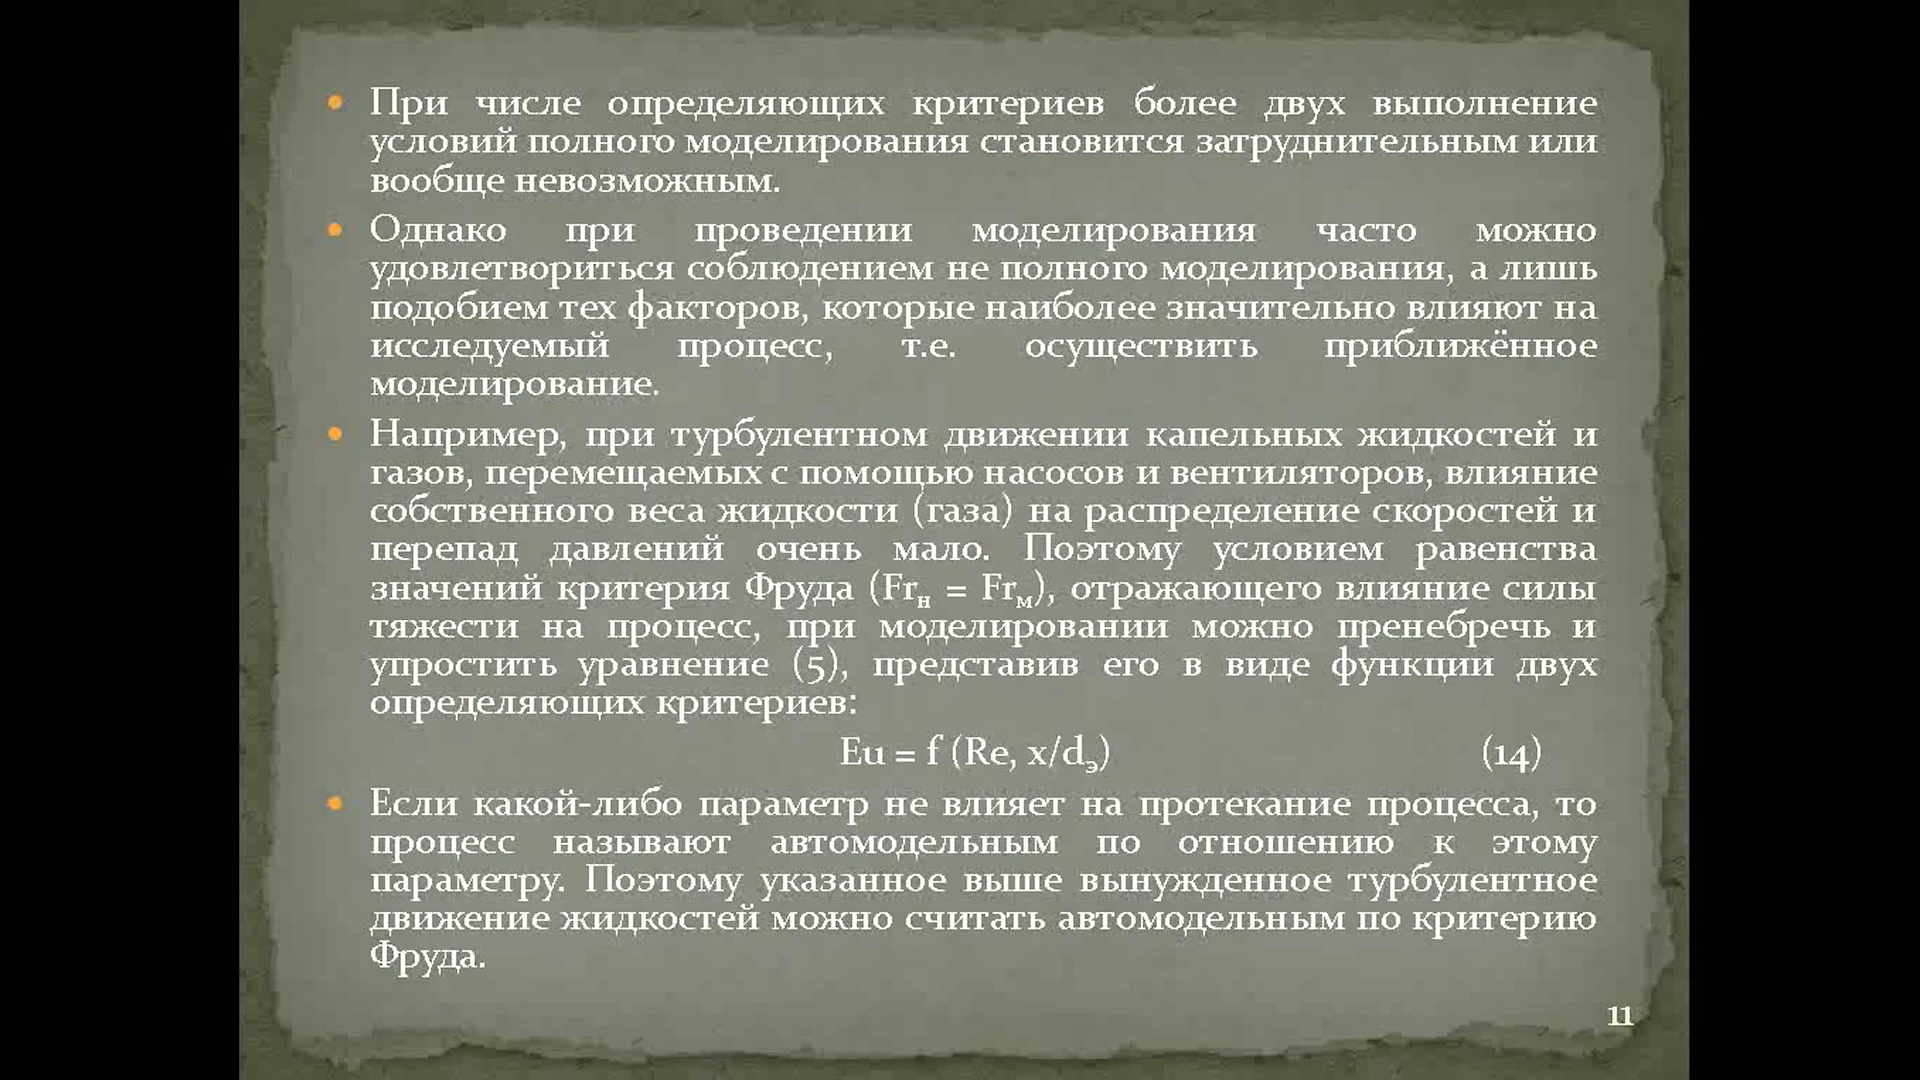 • При числе определяющих критериев более двух выполнение
условий полного моделирования становится затруднительным или
вообще невозможным.
• Однако при проведении моделирования часто можно
удовлетвориться соблюдением не полного моделирования, а лишь
подобием тех факторов, которые наиболее значительно влияют на
исследуемый процесс, т.е. осуществить приближённое
моделирование.
• Например, при турбулентном движении капельных жидкостей и
газов, перемещаемых с помощью насосов и вентиляторов, влияние
собственного веса жидкости (газа) на распределение скоростей и
перепад давлений очень мало. Поэтому условием равенства
значений критерия Фруда (Frн = Frм), отражающего влияние силы
тяжести на процесс, при моделировании можно пренебречь и
упростить уравнение (5), представив его в виде функции двух
определяющих критериев:
Eu = f (Re, x/dэ) (14)
• Если какой-либо параметр не влияет на протекание процесса, то
процесс называют автомодельным по отношению к этому
параметру. Поэтому указанное выше вынужденное турбулентное
движение жидкостей можно считать автомодельным по критерию
Фруда.
11